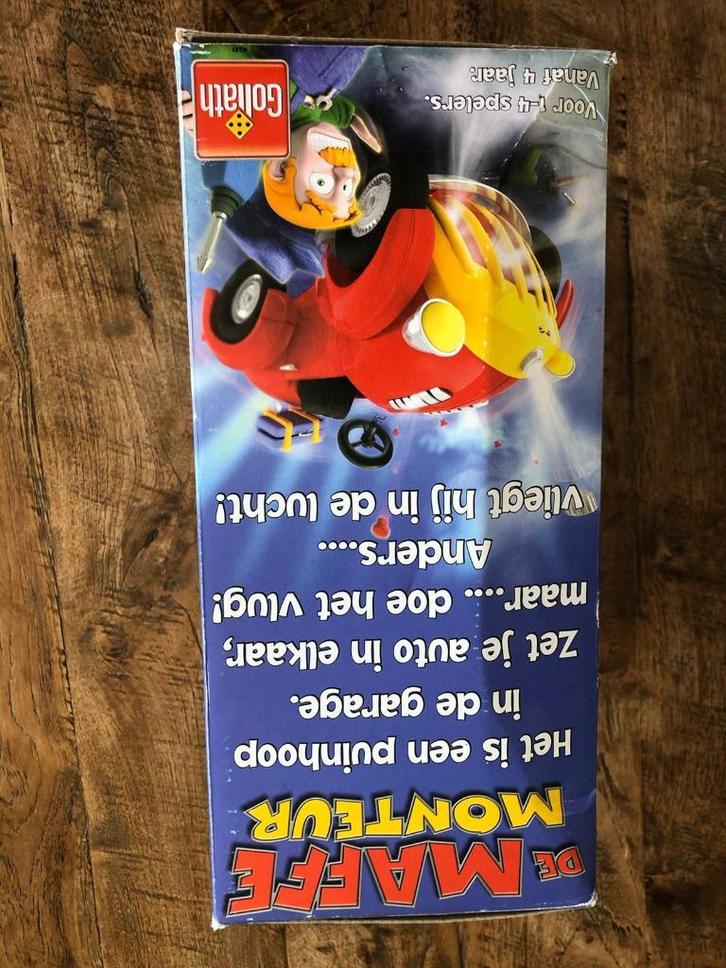 DE MAFFE
MONTEUR
Het is een puinhoop
in de garage.
Zet je auto in elkaar,
maar.... doe het vlug!
Anders....
vliegt hij in de lucht!
Voor 1-4 spelers.
Vanaf 4 jaar.
Goliath